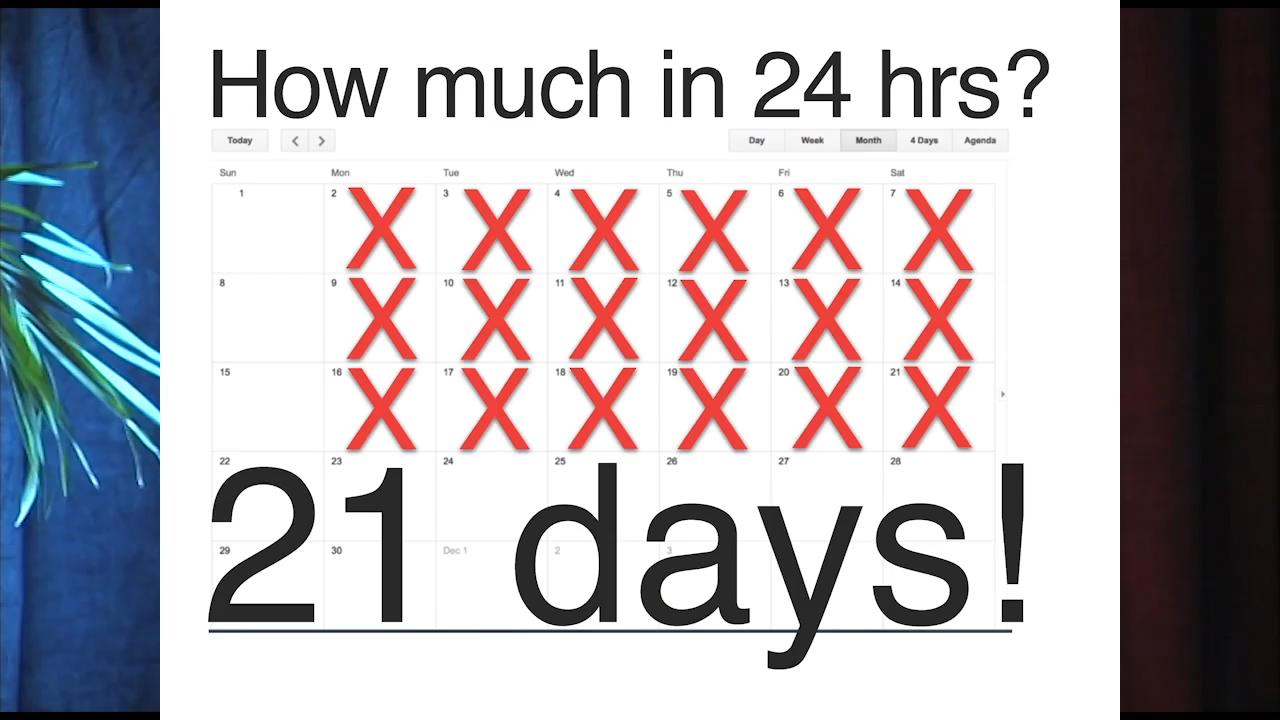 How much in 24 hrs?
Today < > Day Week Month 4 Days Agenda
Sun Mon Tue Wed Thu Fri Sat
1 2 X 3 X 4 X 5 X 6 X 7 X
8 9 X 10 X 11 X 12 X 13 X 14 X
15 16 X 17 X 18 X 19 X 20 X 21 X
22 23 24 25 26 27 28
21 days!
29 30 Dec 1 2 3